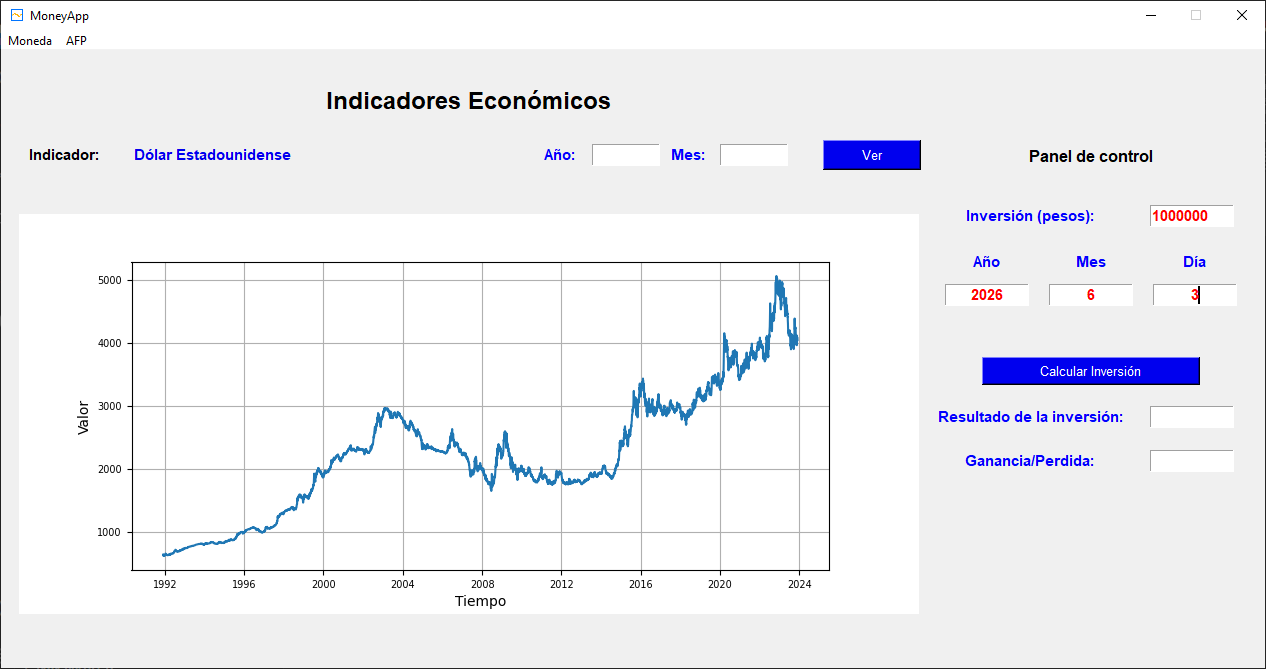 MoneyApp
Moneda AFP
Indicadores Económicos
Indicador: Dólar Estadounidense Año: Mes: Ver
Panel de control
Inversión (pesos): 1000000
Año Mes Día
2026 6 3
Calcular Inversión
Resultado de la inversión:
Ganancia/Perdida:
5000
4000
3000
2000
1000
Valor
1992 1996 2000 2004 2008 2012 2016 2020 2024
Tiempo